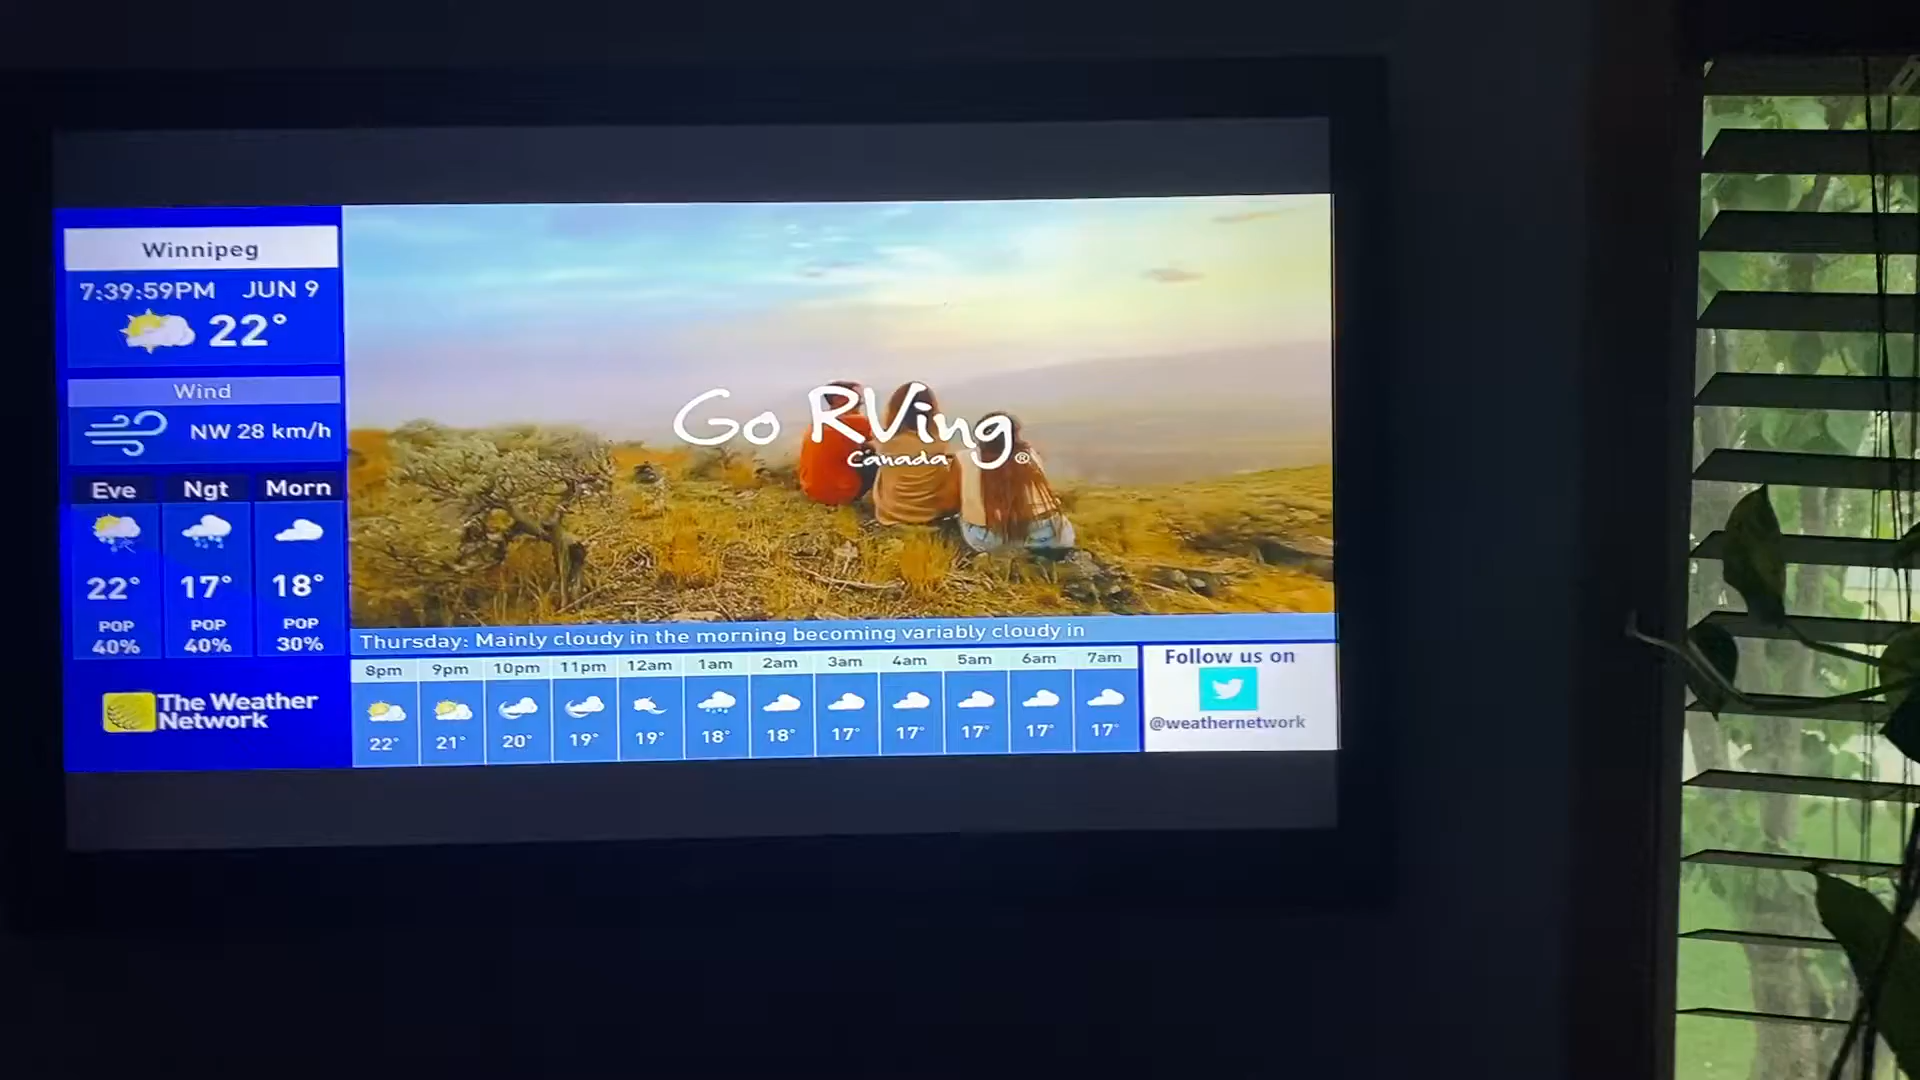 Winnipeg
7:39:59PM JUN 9
22°
Wind
NW 28 km/h
Eve Ngt Morn
22° 17° 18°
POP POP POP
40% 40% 30%
The Weather
Network
Go RVing
Canada ®
Thursday: Mainly cloudy in the morning becoming variably cloudy in
8pm 9pm 10pm 11pm 12am 1am 2am 3am 4am 5am 6am 7am
22° 21° 20° 19° 19° 18° 18° 17° 17° 17° 17° 17°
Follow us on
@weathernetwork